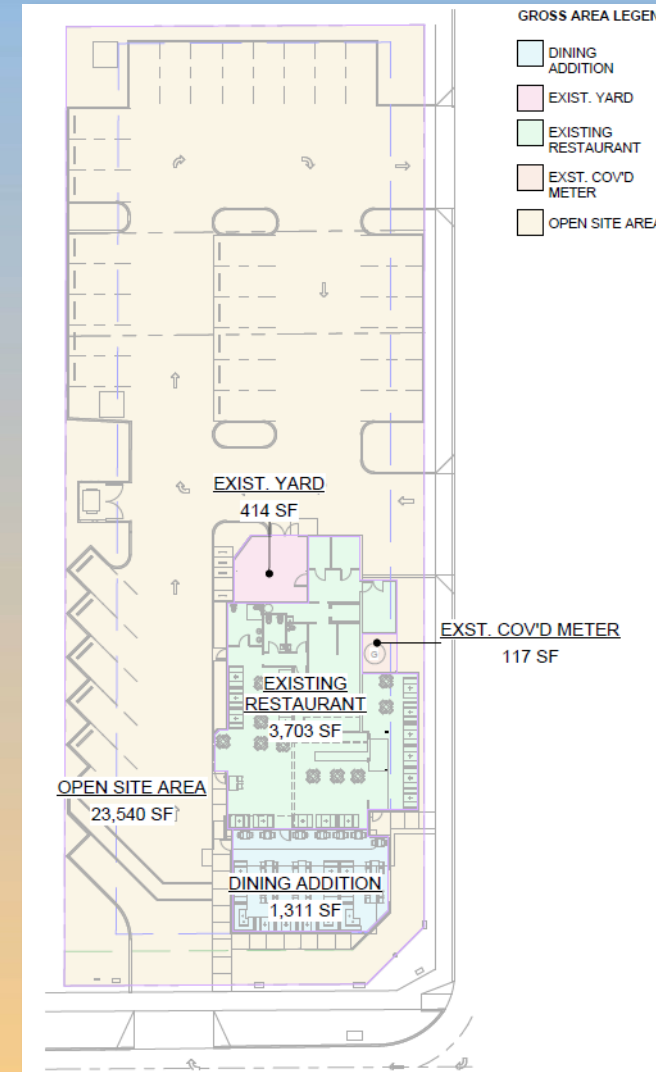 GROSS AREA LEGEN
DINING
ADDITION
EXIST. YARD
EXISTING
RESTAURANT
EXST. COV'D
METER
OPEN SITE AREA
EXIST. YARD
414 SF
EXST. COV'D METER
117 SF
G
EXISTING
RESTAURANT
3,703 SF
OPEN SITE AREA
23,540 SF
DINING ADDITION
1,311 SF